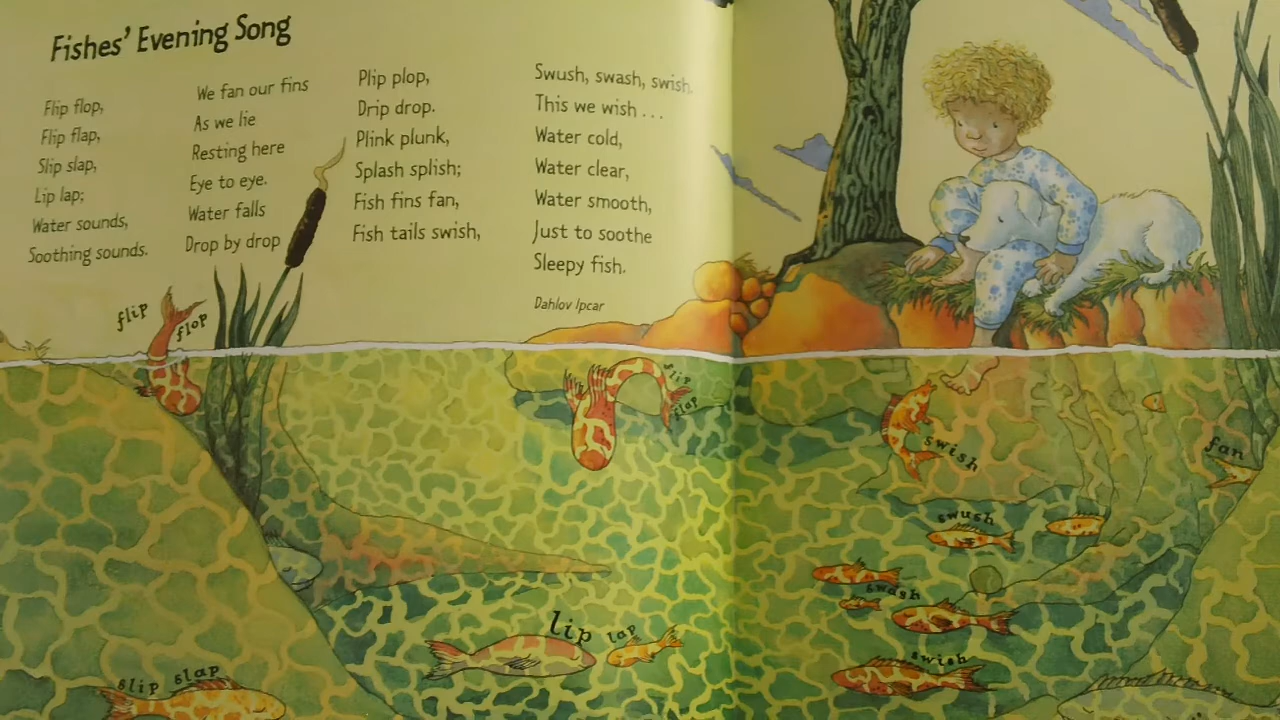 Fishes' Evening Song
Flip flop,
Flip flap,
Slip slap,
Lip lap;
Water sounds,
Soothing sounds.
We fan our fins
As we lie
Resting here
Eye to eye.
Water falls
Drop by drop
Plip plop,
Drip drop.
Plink plunk,
Splash splish;
Fish fins fan,
Fish tails swish,
Swush, swash, swish.
This we wish . . .
Water cold,
Water clear,
Water smooth,
Just to soothe
Sleepy fish.
Dahlov Ipcar
flip
flop
flip
flap
swish
fan
swush
swash
lip lap
swish
slip slap